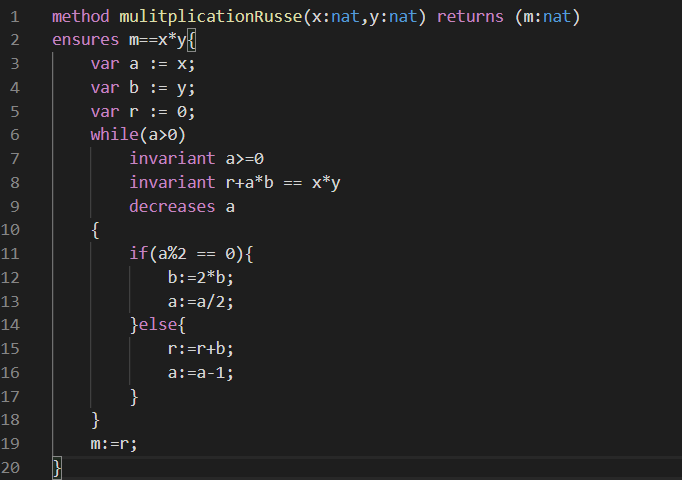 1 method mulitplicationRusse(x:nat,y:nat) returns (m:nat)
2 ensures m==x*y{
3 var a := x;
4 var b := y;
5 var r := 0;
6 while(a>0)
7 invariant a>=0
8 invariant r+a*b == x*y
9 decreases a
10 {
11 if(a%2 == 0){
12 b:=2*b;
13 a:=a/2;
14 }else{
15 r:=r+b;
16 a:=a-1;
17 }
18 }
19 m:=r;
20 }